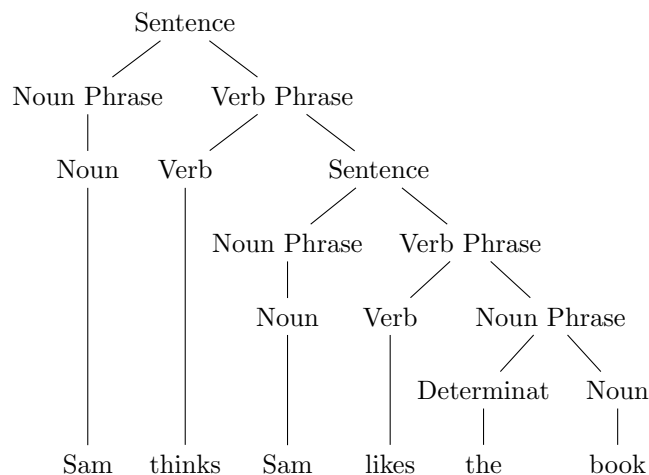 Sentence
Noun Phrase Verb Phrase
Noun Verb Sentence
Noun Phrase Verb Phrase
Noun Verb Noun Phrase
Determinat Noun
Sam thinks Sam likes the book